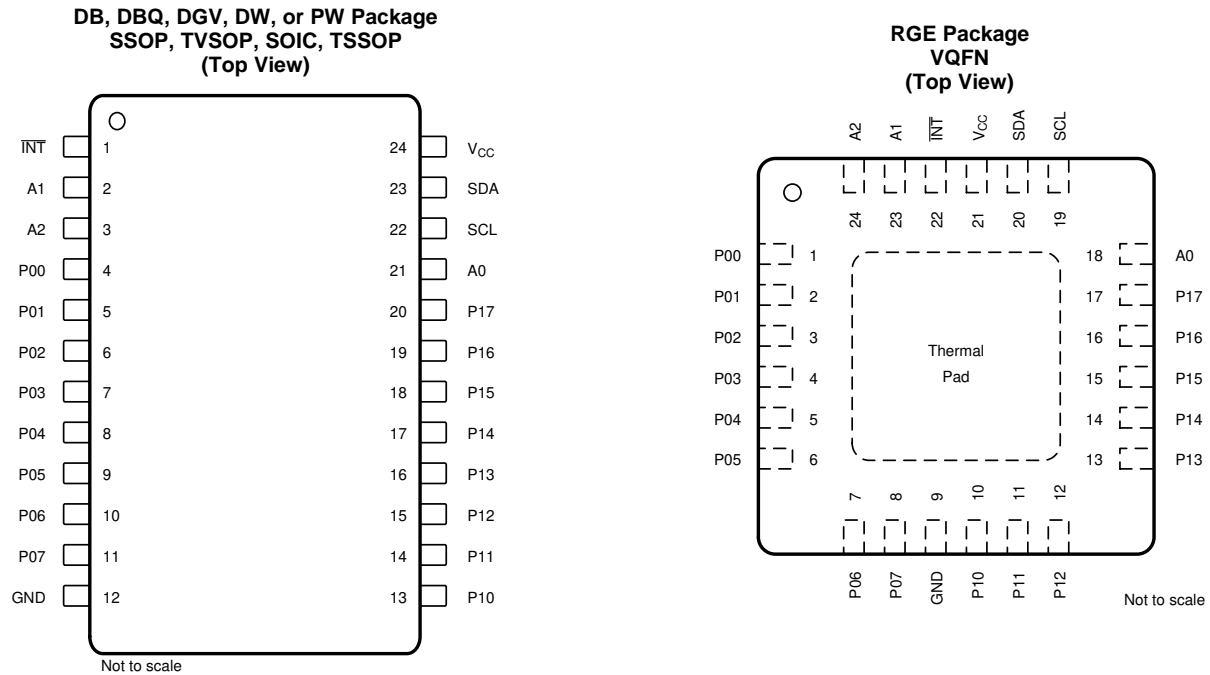 DB, DBQ, DGV, DW, or PW Package
SSOP, TVSOP, SOIC, TSSOP
(Top View)
INT 1 24 VCC
A1 2 23 SDA
A2 3 22 SCL
P00 4 21 A0
P01 5 20 P17
P02 6 19 P16
P03 7 18 P15
P04 8 17 P14
P05 9 16 P13
P06 10 15 P12
P07 11 14 P11
GND 12 13 P10
Not to scale
RGE Package
VQFN
(Top View)
A2 A1 INT VCC SDA SCL
24 23 22 21 20 19
P00 1 18 A0
P01 2 17 P17
P02 3 16 P16
P03 4 15 P15
P04 5 14 P14
P05 6 13 P13
Thermal
Pad
7 8 9 10 11 12
P06 P07 GND P10 P11 P12
Not to scale